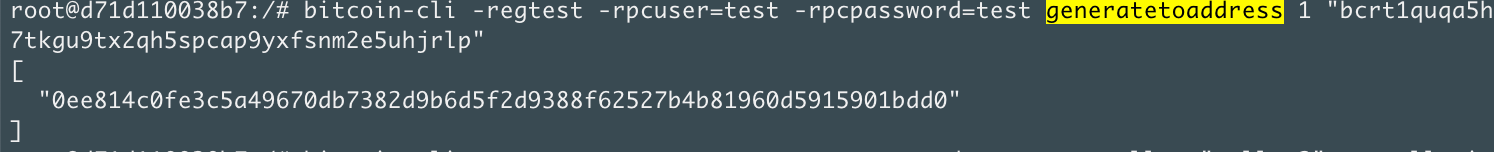 root@d71d110038b7:/# bitcoin-cli -regtest -rpcuser=test -rpcpassword=test generatetoaddress 1 "bcrt1quqa5h
7tkgu9tx2qh5spcap9yxfsnm2e5uhjrlp"
[
  "0ee814c0fe3c5a49670db7382d9b6d5f2d9388f62527b4b81960d5915901bdd0"
]